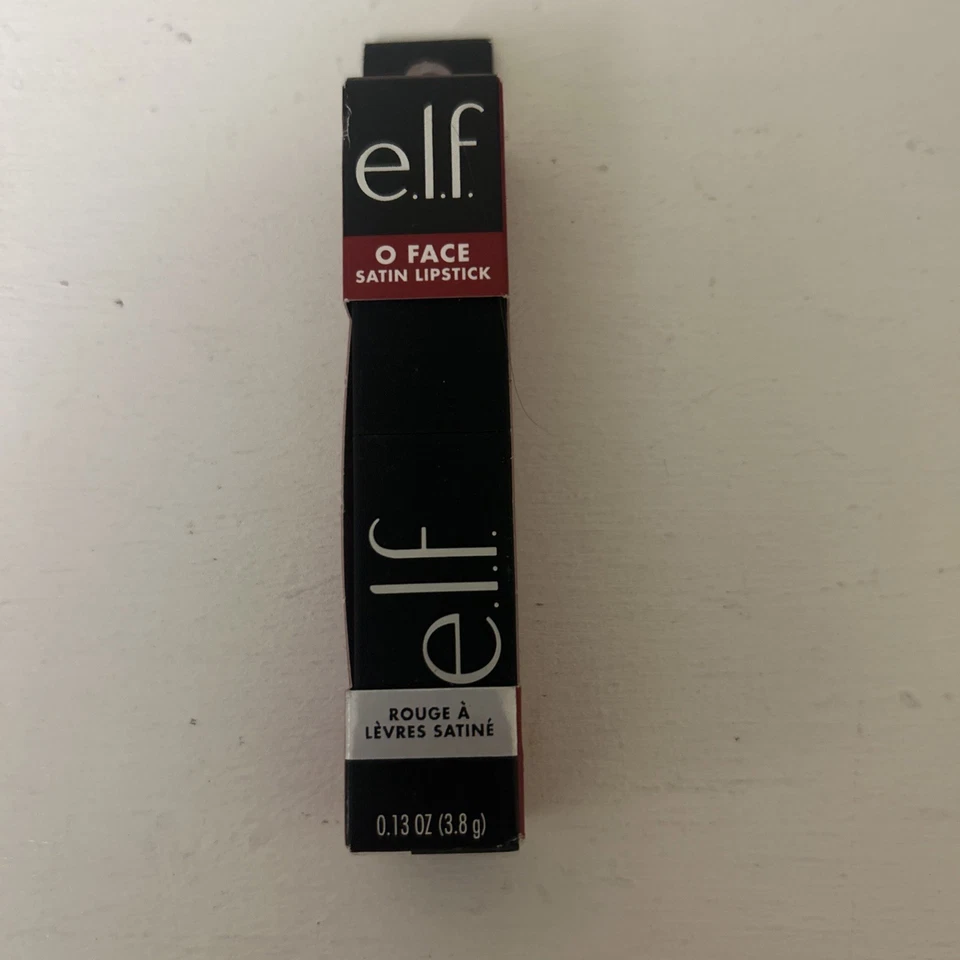 e.l.f.
O FACE
SATIN LIPSTICK
e.l.f.
ROUGE À
LÈVRES SATINÉ
0.13 OZ (3.8 g)